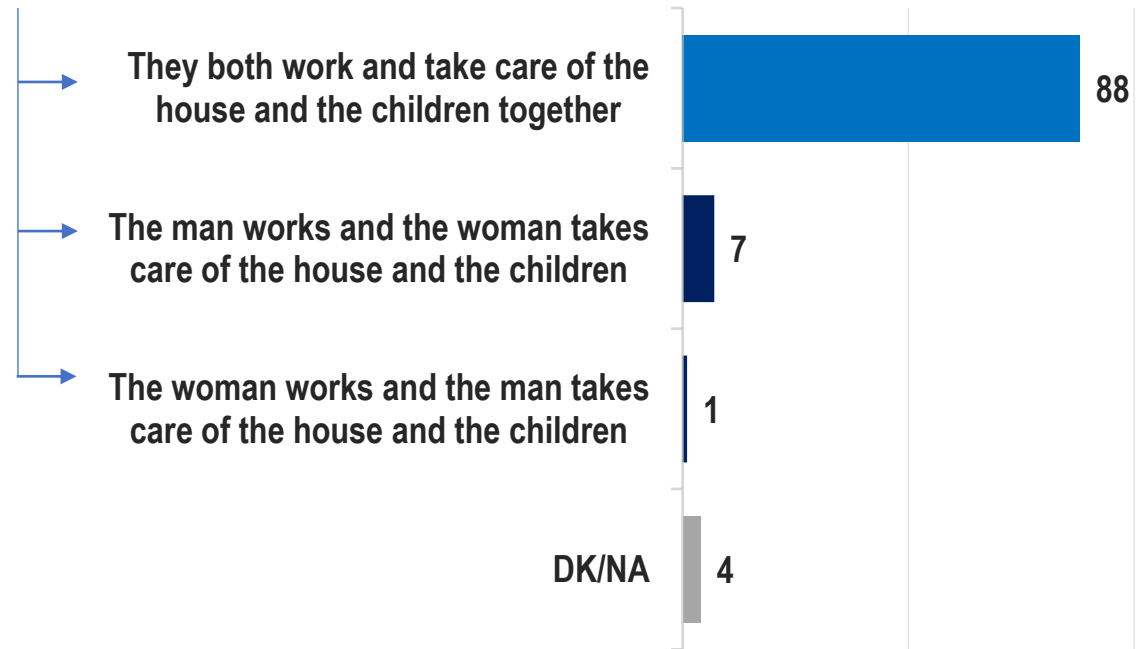 They both work and take care of the
house and the children together
88
The man works and the woman takes
care of the house and the children
7
The woman works and the man takes
care of the house and the children
1
DK/NA
4